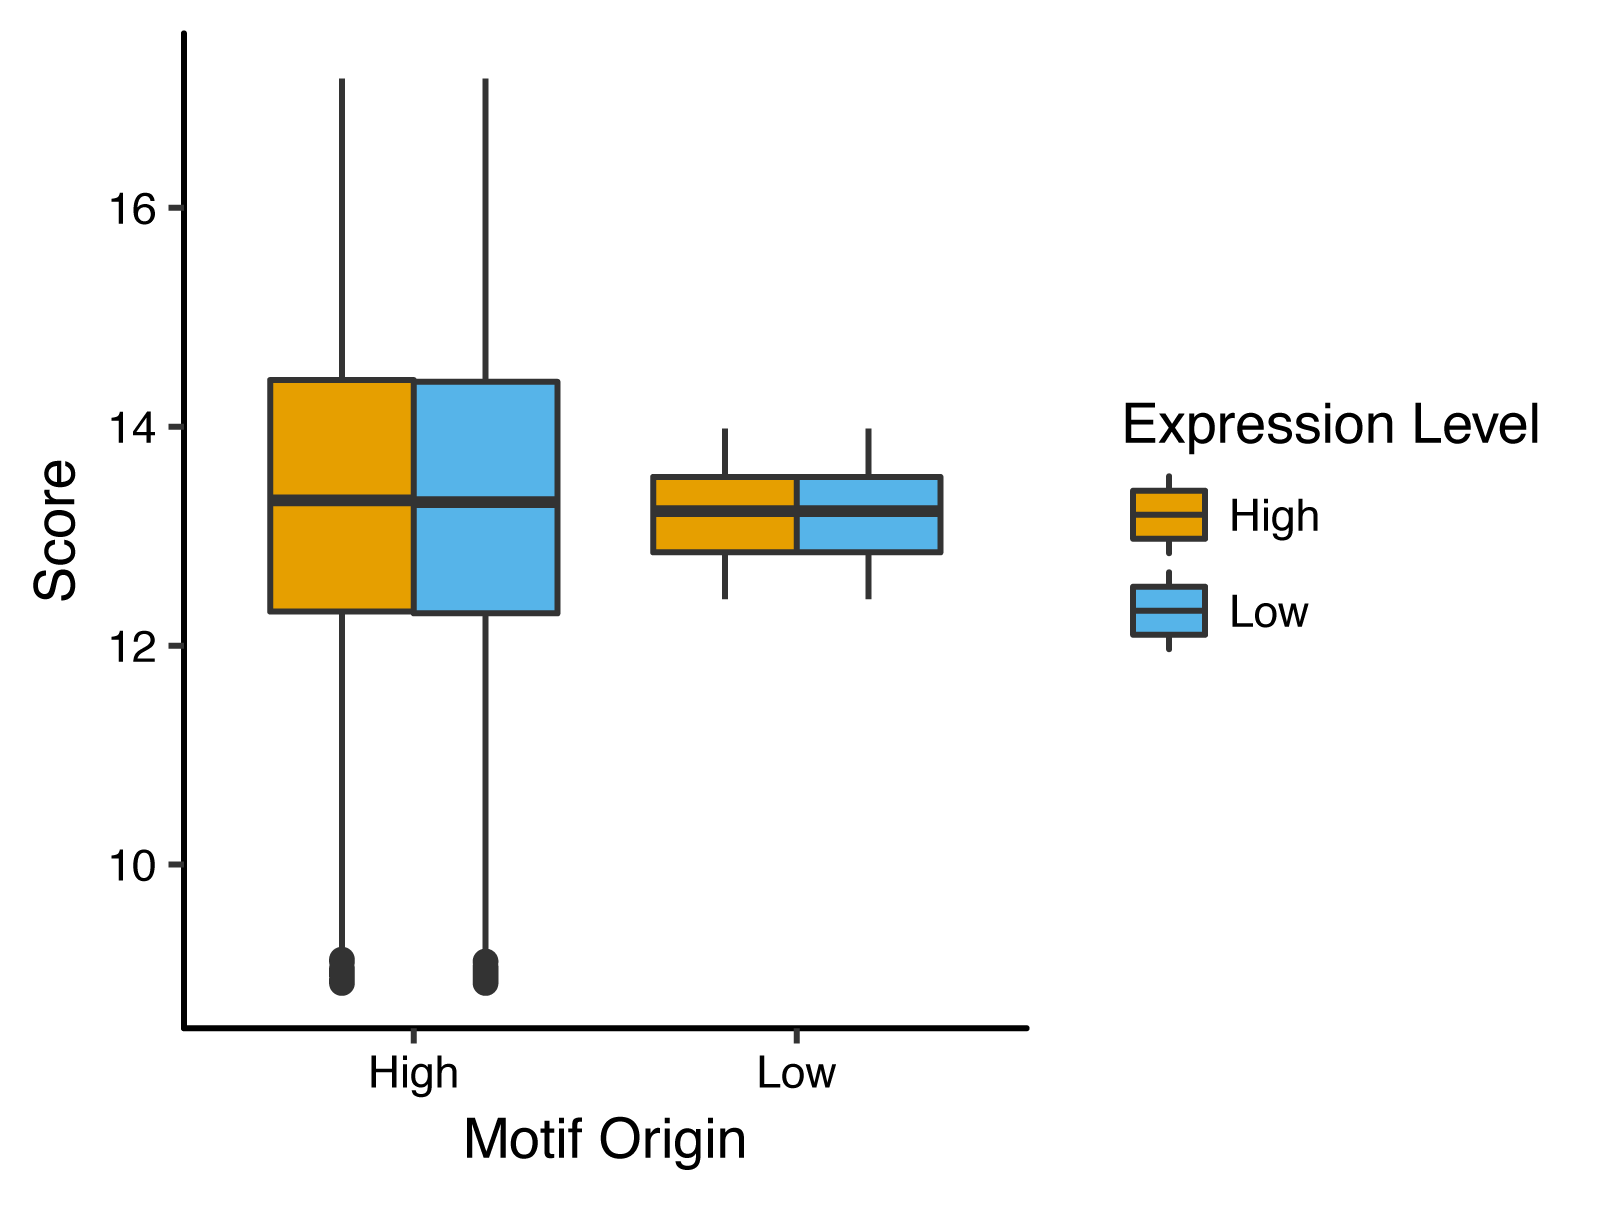 Score
16
14
12
10
High
Low
Motif Origin
Expression Level
High
Low